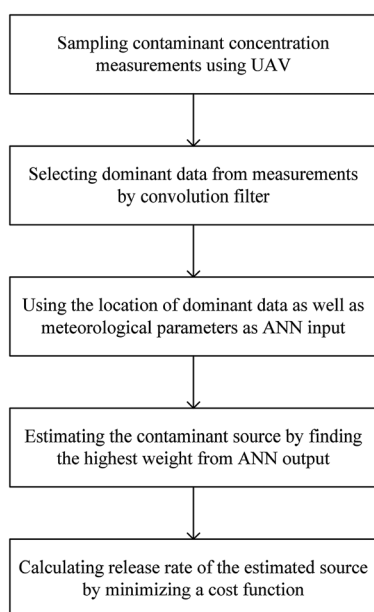 Sampling contaminant concentration
measurements using UAV
Selecting dominant data from measurements
by convolution filter
Using the location of dominant data as well as
meteorological parameters as ANN input
Estimating the contaminant source by finding
the highest weight from ANN output
Calculating release rate of the estimated source
by minimizing a cost function